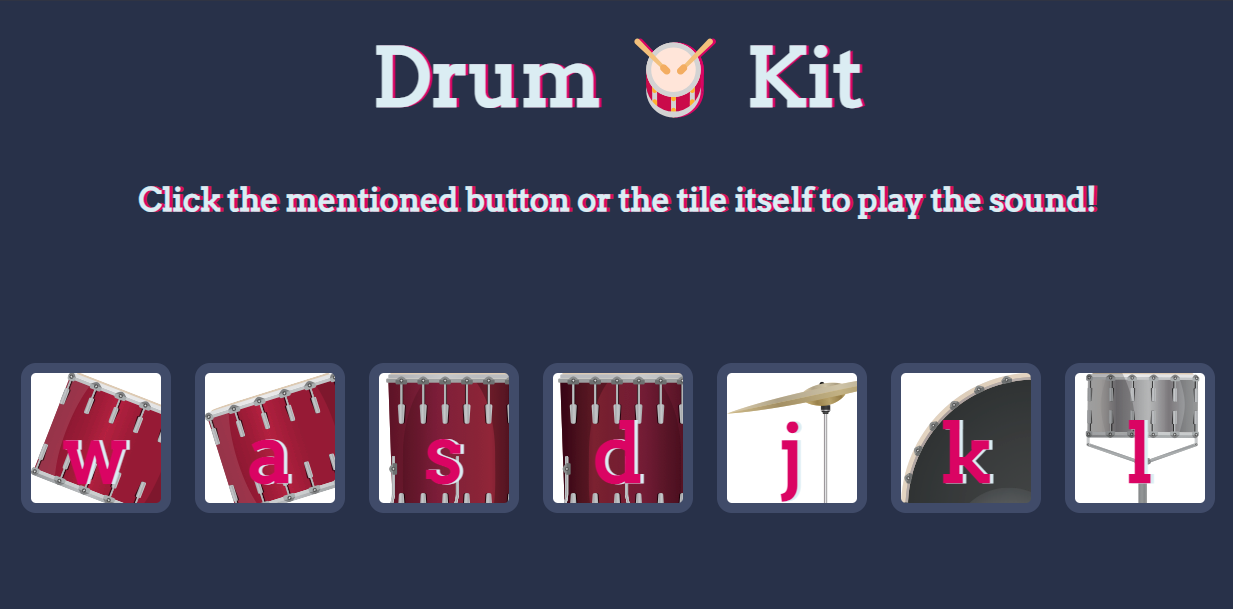 Drum Kit
Click the mentioned button or the tile itself to play the sound!
w a s d j k l